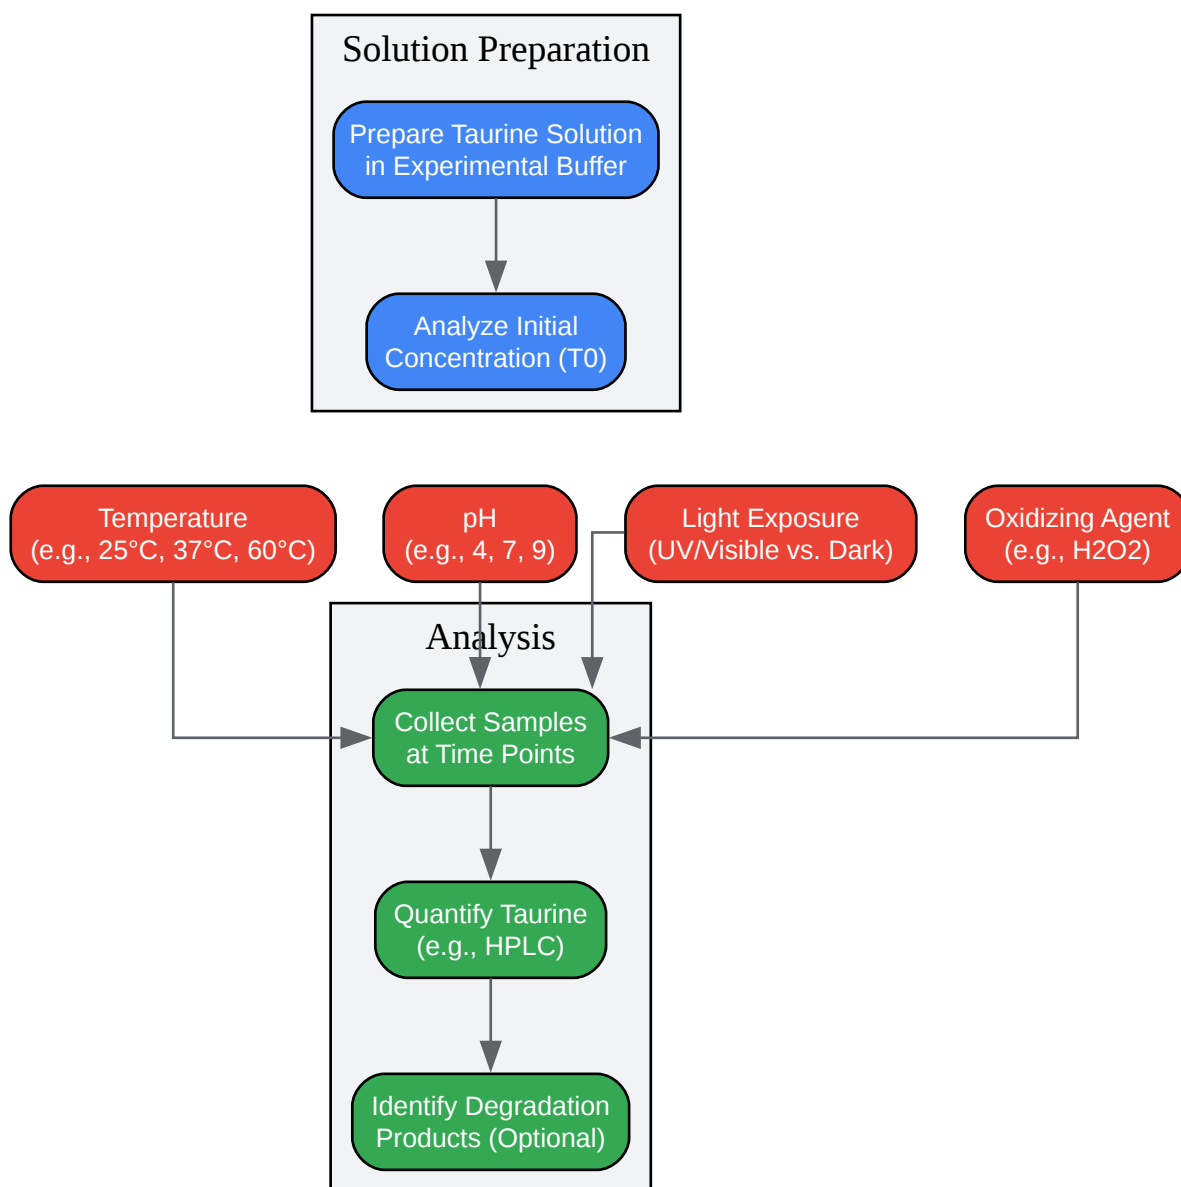 Solution Preparation
Prepare Taurine Solution
in Experimental Buffer
Analyze Initial
Concentration (T0)
Temperature
(e.g., 25°C, 37°C, 60°C)
pH
(e.g., 4, 7, 9)
Light Exposure
(UV/Visible vs. Dark)
Oxidizing Agent
(e.g., H2O2)
Analysis
Collect Samples
at Time Points
Quantify Taurine
(e.g., HPLC)
Identify Degradation
Products (Optional)